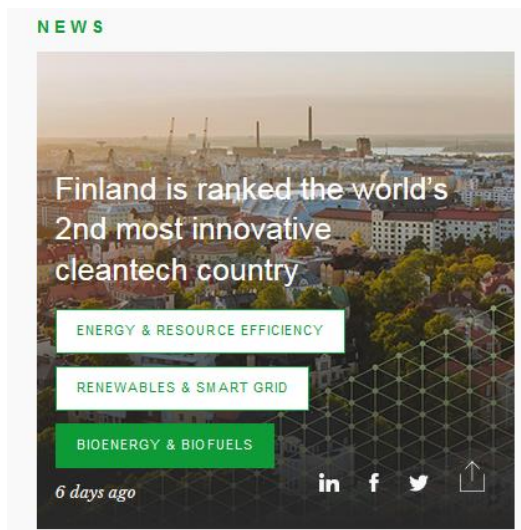 NEWS
Finland is ranked the world's
2nd most innovative
cleantech country
ENERGY & RESOURCE EFFICIENCY
RENEWABLES & SMART GRID
BIOENERGY & BIOFUELS
6 days ago